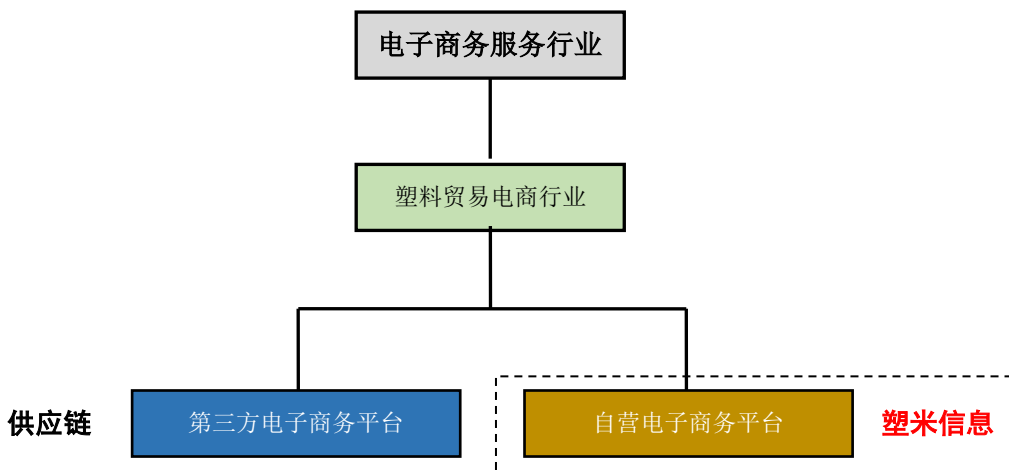 电子商务服务行业
塑料贸易电商行业
供应链
第三方电子商务平台
自营电子商务平台
塑米信息